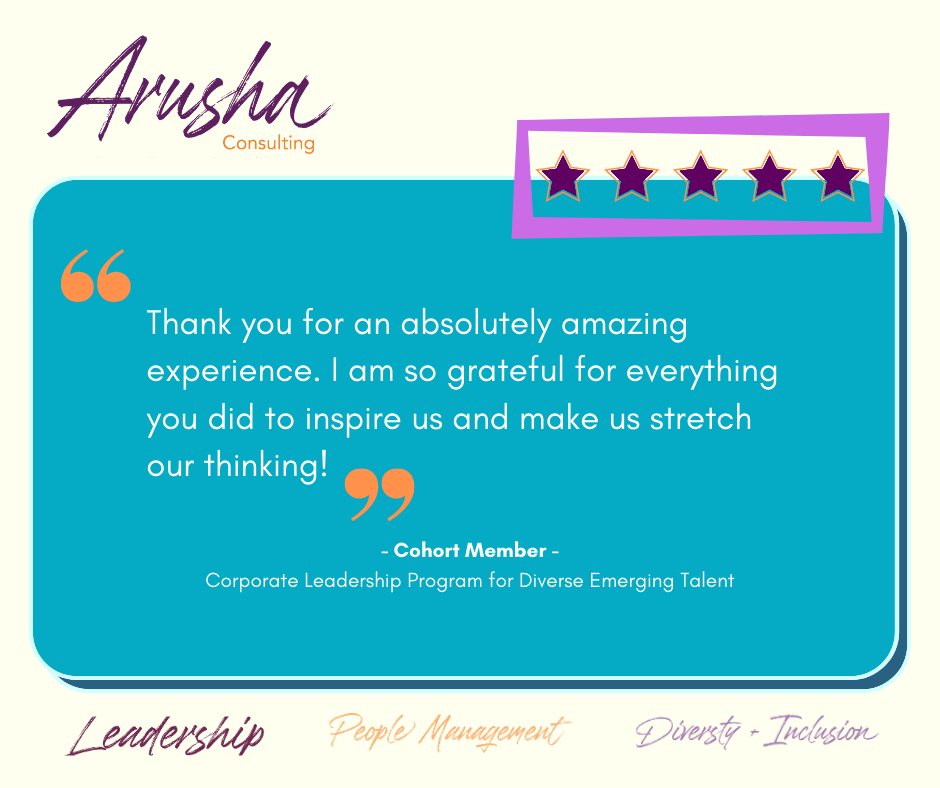 Arusha
Consulting
“
Thank you for an absolutely amazing
experience. I am so grateful for everything
you did to inspire us and make us stretch
our thinking! ”
- Cohort Member -
Corporate Leadership Program for Diverse Emerging Talent
Leadership People Management Diversty + Inclusion